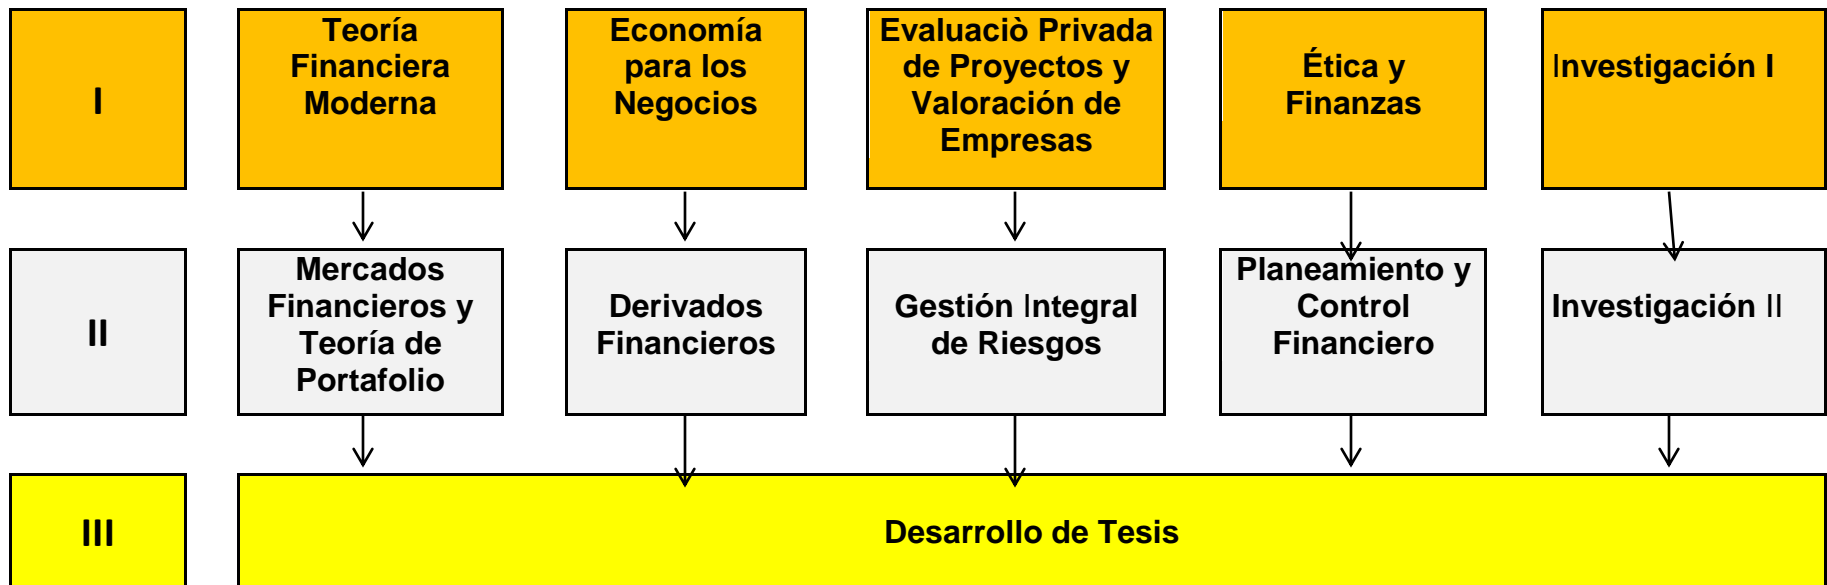 I
Teoría
Financiera
Moderna
Economía
para los
Negocios
Evaluaciò Privada
de Proyectos y
Valoración de
Empresas
Ética y
Finanzas
Investigación I
II
Mercados
Financieros y
Teoría de
Portafolio
Derivados
Financieros
Gestión Integral
de Riesgos
Planeamiento y
Control
Financiero
Investigación II
III
Desarrollo de Tesis